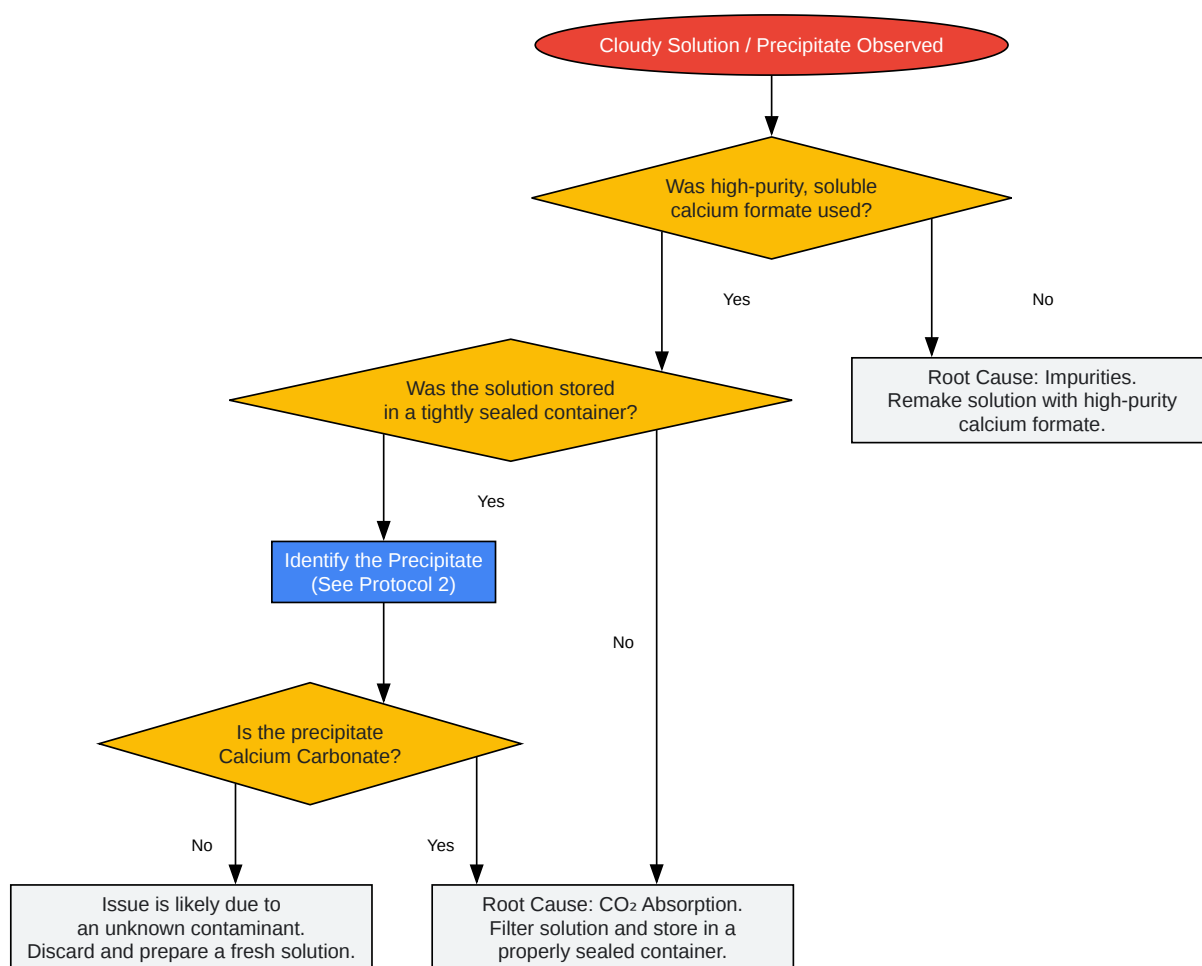 Cloudy Solution / Precipitate Observed
Was high-purity, soluble
calcium formate used?
Yes
No
Root Cause: Impurities.
Remake solution with high-purity
calcium formate.
Was the solution stored
in a tightly sealed container?
Yes
No
Identify the Precipitate
(See Protocol 2)
Is the precipitate
Calcium Carbonate?
No
Yes
Issue is likely due to
an unknown contaminant.
Discard and prepare a fresh solution.
Root Cause: CO₂ Absorption.
Filter solution and store in a
properly sealed container.